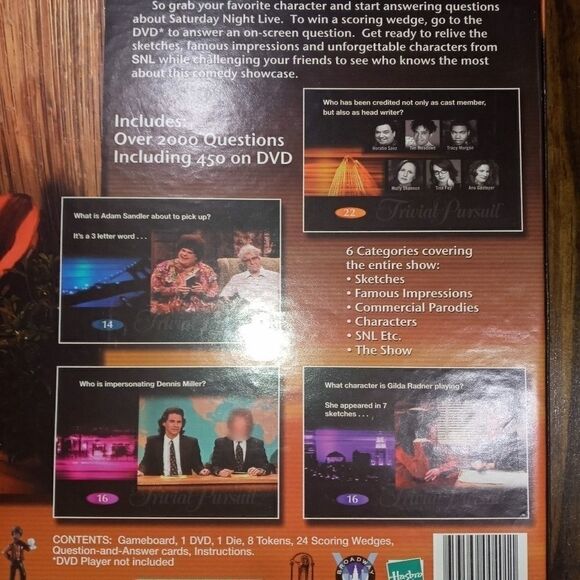 So grab your favorite character and start answering questions
about Saturday Night Live. To win a scoring wedge, go to the
DVD* to answer an on-screen question. Get ready to relive the
sketches, famous impressions and unforgettable characters from
SNL while challenging your friends to see who knows the most
about this comedy showcase.
Includes:
Over 2000 Questions
Including 450 on DVD
Who has been credited not only as cast member,
but also as head writer?
Horatio Sanz Tim Meadows Tracy Morgan
Molly Shannon Tina Fey Ana Gasteyer
22 Trivial Pursuit
What is Adam Sandler about to pick up?
It's a 3 letter word . . .
14 Trivial Pursuit
6 Categories covering
the entire show:
• Sketches
• Famous Impressions
• Commercial Parodies
• Characters
• SNL Etc.
• The Show
Who is impersonating Dennis Miller?
16 Trivial Pursuit
What character is Gilda Radner playing?
She appeared in 7
sketches . . .
16 Trivial Pursuit
CONTENTS: Gameboard, 1 DVD, 1 Die, 8 Tokens, 24 Scoring Wedges,
Question-and-Answer cards, Instructions.
*DVD Player not included
BROADWAY
Hasbro